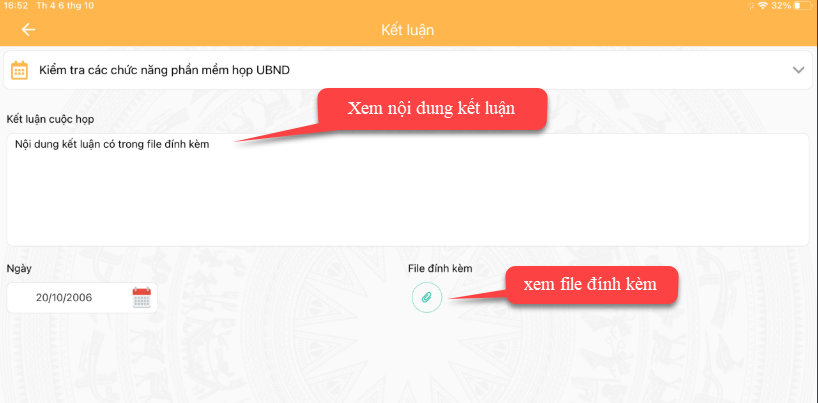 16:52 Th 4 6 thg 10
32%
Kết luận
Kiểm tra các chức năng phần mềm họp UBND
Xem nội dung kết luận
Kết luận cuộc họp
Nội dung kết luận có trong file đính kèm
Ngày
File đính kèm
xem file đính kèm
20/10/2006